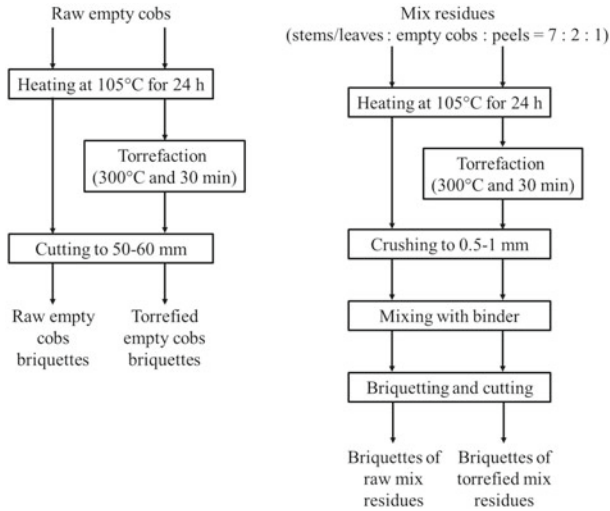 Raw empty cobs
Heating at 105°C for 24 h
Torrefaction
(300°C and 30 min)
Cutting to 50-60 mm
Raw empty
cobs
briquettes
Torrefied
empty cobs
briquettes
Mix residues
(stems/leaves : empty cobs : peels = 7 : 2 : 1)
Heating at 105°C for 24 h
Torrefaction
(300°C and 30 min)
Crushing to 0.5-1 mm
Mixing with binder
Briquetting and cutting
Briquettes of
raw mix
residues
Briquettes of
torrefied mix
residues